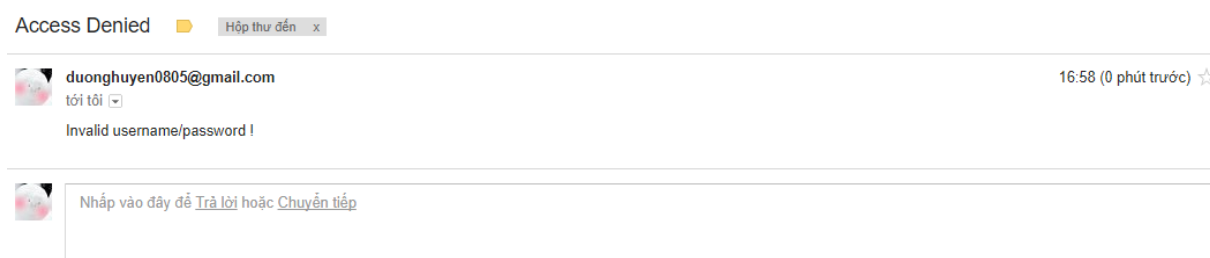 Access Denied Hộp thư đến x
duonghuyen0805@gmail.com 16:58 (0 phút trước)
tới tôi
Invalid username/password !
Nhấp vào đây để Trả lời hoặc Chuyển tiếp